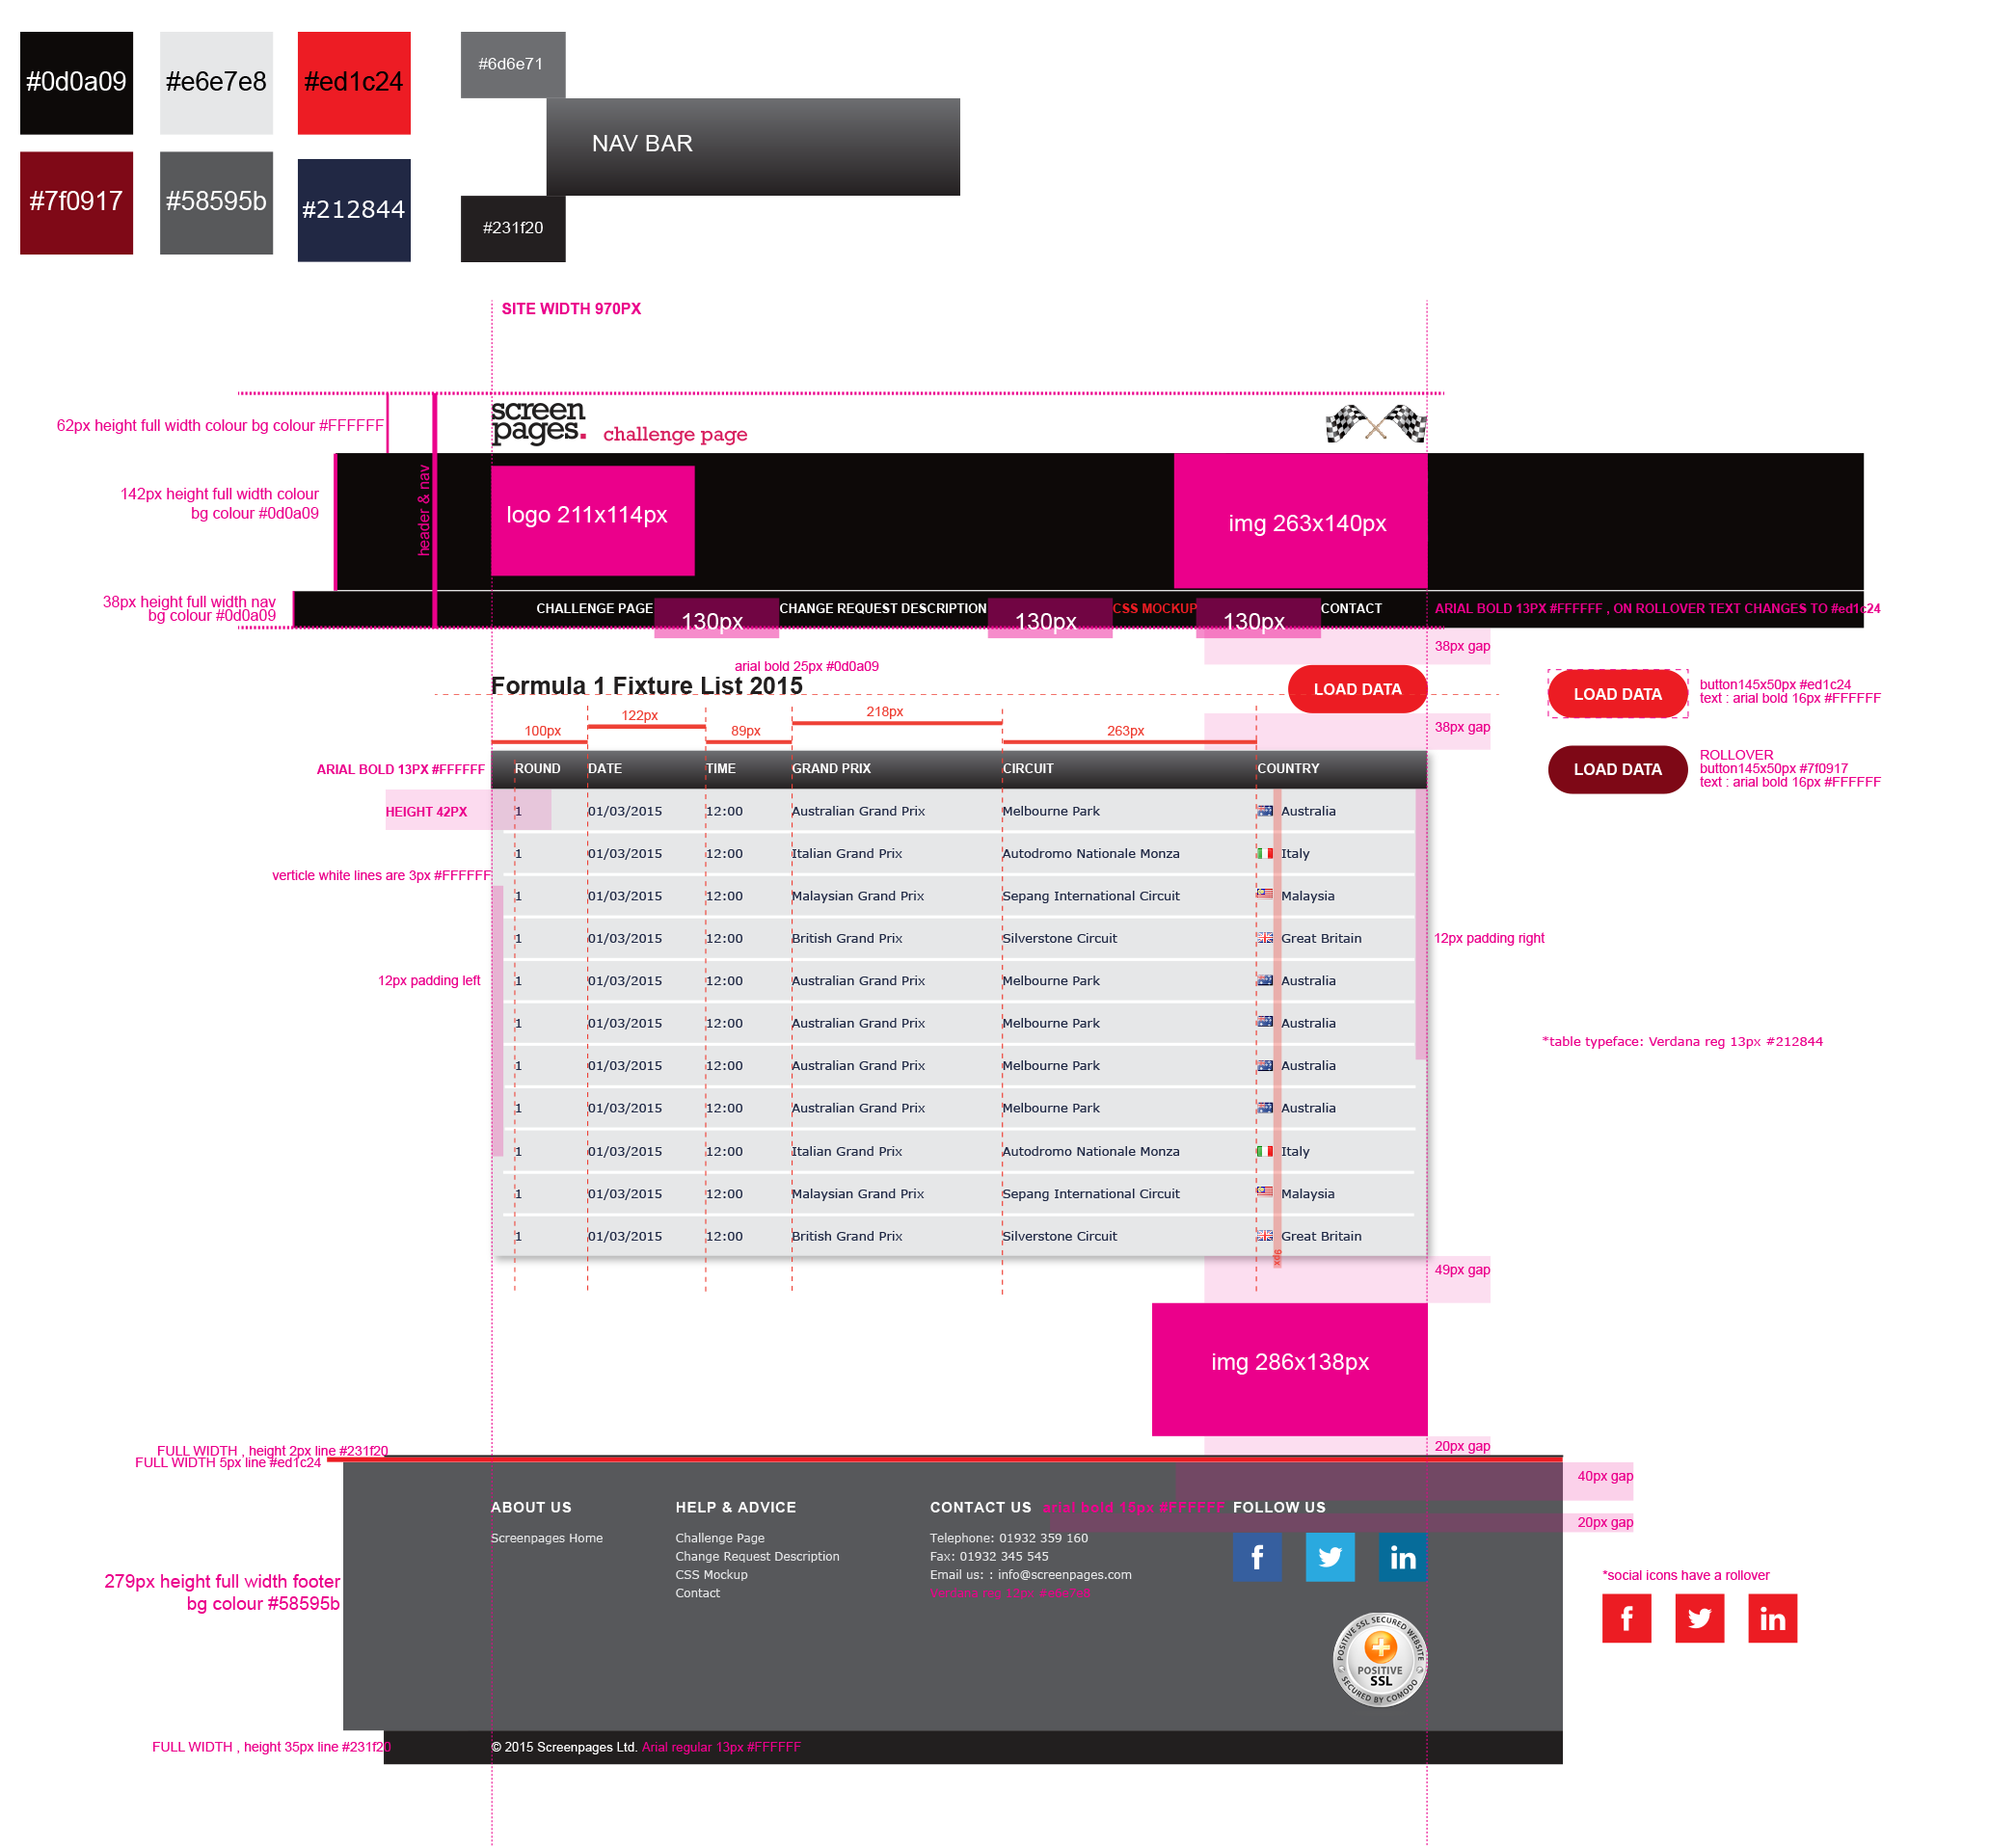 #0d0a09
#e6e7e8
#ed1c24
#6d6e71
NAV BAR
#7f0917
#58595b
#212844
#231f20
SITE WIDTH 970PX
62px height full width colour bg colour #FFFFFF
screen
pages.
challenge page
142px height full width colour
bg colour #0d0a09
header & nav
logo 211x114px
img 263x140px
38px height full width nav
bg colour #0d0a09
CHALLENGE PAGE
130px
CHANGE REQUEST DESCRIPTION
130px
CSS MOCKUP
130px
CONTACT
ARIAL BOLD 13PX #FFFFFF , ON ROLLOVER TEXT CHANGES TO #ed1c24
38px gap
arial bold 25px #0d0a09
Formula 1 Fixture List 2015
LOAD DATA
LOAD DATA
button145x50px #ed1c24
text : arial bold 16px #FFFFFF
100px
122px
89px
218px
263px
38px gap
ARIAL BOLD 13PX #FFFFFF
ROUND DATE TIME GRAND PRIX CIRCUIT COUNTRY
LOAD DATA
ROLLOVER
button145x50px #7f0917
text : arial bold 16px #FFFFFF
HEIGHT 42PX
1 01/03/2015 12:00 Australian Grand Prix Melbourne Park Australia
1 01/03/2015 12:00 Italian Grand Prix Autodromo Nationale Monza Italy
verticle white lines are 3px #FFFFFF
1 01/03/2015 12:00 Malaysian Grand Prix Sepang International Circuit Malaysia
1 01/03/2015 12:00 British Grand Prix Silverstone Circuit Great Britain
12px padding right
12px padding left
1 01/03/2015 12:00 Australian Grand Prix Melbourne Park Australia
1 01/03/2015 12:00 Australian Grand Prix Melbourne Park Australia
*table typeface: Verdana reg 13px #212844
1 01/03/2015 12:00 Australian Grand Prix Melbourne Park Australia
1 01/03/2015 12:00 Australian Grand Prix Melbourne Park Australia
1 01/03/2015 12:00 Italian Grand Prix Autodromo Nationale Monza Italy
1 01/03/2015 12:00 Malaysian Grand Prix Sepang International Circuit Malaysia
1 01/03/2015 12:00 British Grand Prix Silverstone Circuit Great Britain
9px
49px gap
img 286x138px
20px gap
FULL WIDTH , height 2px line #231f20
FULL WIDTH 5px line #ed1c24
40px gap
ABOUT US
Screenpages Home
HELP & ADVICE
Challenge Page
Change Request Description
CSS Mockup
Contact
CONTACT US
arial bold 15px #FFFFFF
Telephone: 01932 359 160
Fax: 01932 345 545
Email us: : info@screenpages.com
Verdana reg 12px #e6e7e8
FOLLOW US
f
in
20px gap
279px height full width footer
bg colour #58595b
*social icons have a rollover
f
in
POSITIVE SSL SECURED WEBSITE
POSITIVE
SSL
SECURED BY COMODO
FULL WIDTH , height 35px line #231f20
© 2015 Screenpages Ltd.
Arial regular 13px #FFFFFF